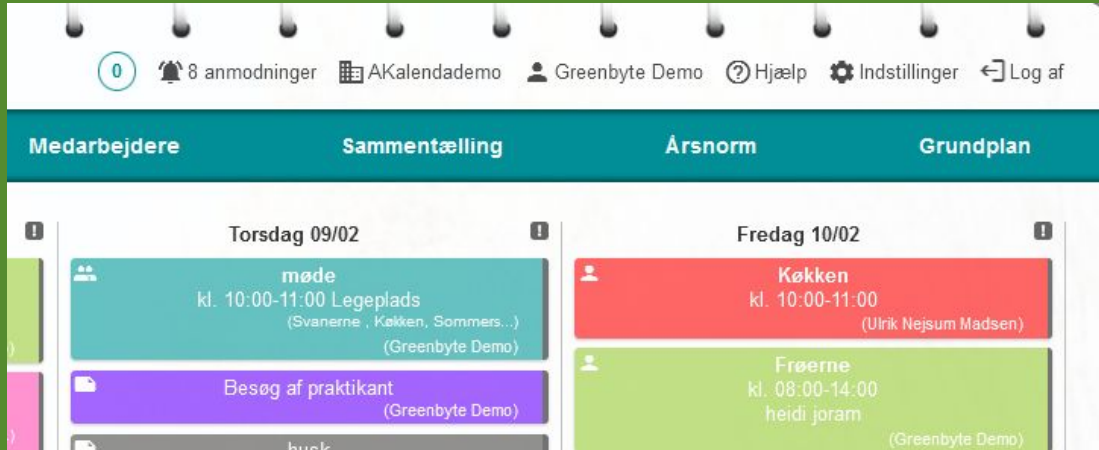 0 8 anmodninger AKalendademo Greenbyte Demo Hjælp Indstillinger Log af
Medarbejdere Sammentælling Årsnorm Grundplan
Torsdag 09/02
møde
kl. 10:00-11:00 Legeplads
(Svanerne , Køkken, Sommers...)
(Greenbyte Demo)
Besøg af praktikant
(Greenbyte Demo)
husk
Fredag 10/02
Køkken
kl. 10:00-11:00
(Ulrik Nejsum Madsen)
Frøerne
kl. 08:00-14:00
heidi joram
(Greenbyte Demo)